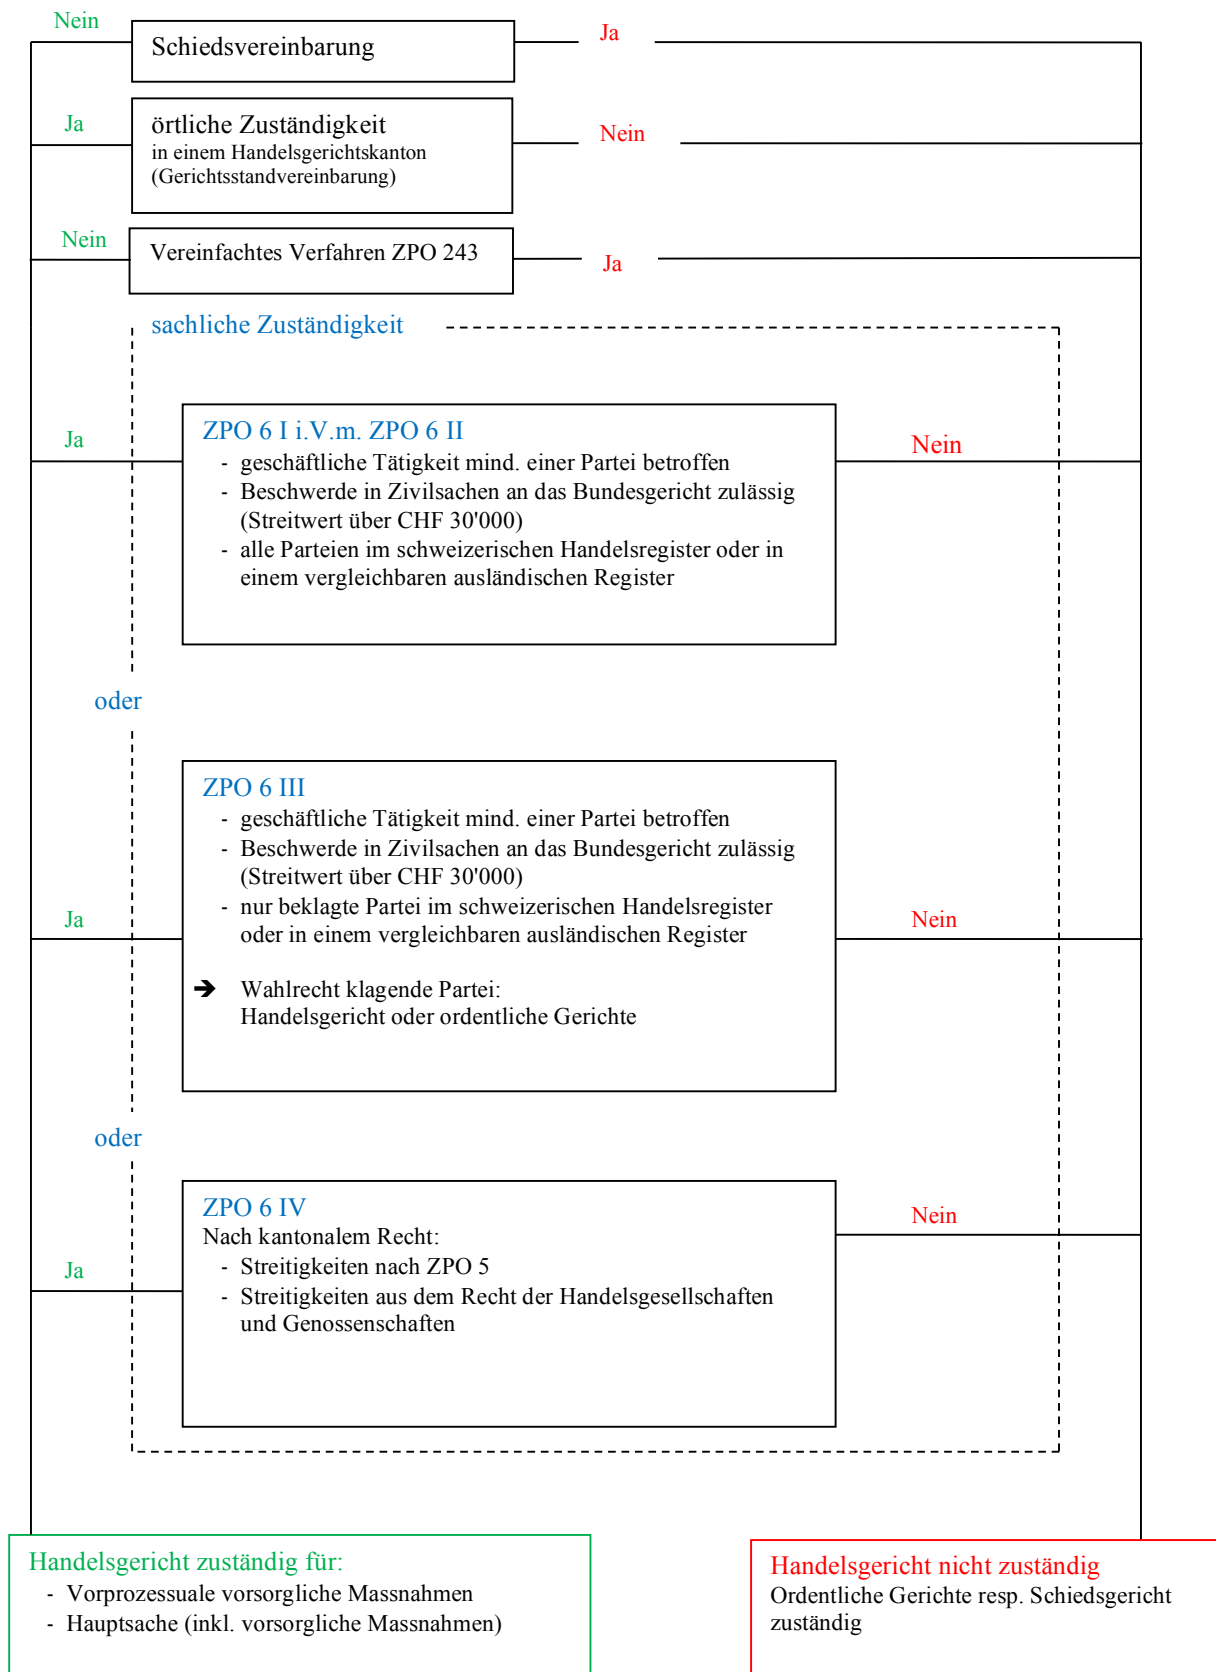 Nein
Schiedsvereinbarung
Ja
Ja
örtliche Zuständigkeit
in einem Handelsgerichtskanton
(Gerichtsstandvereinbarung)
Nein
Nein
Vereinfachtes Verfahren ZPO 243
Ja
sachliche Zuständigkeit
Ja
ZPO 6 I i.V.m. ZPO 6 II
- geschäftliche Tätigkeit mind. einer Partei betroffen
- Beschwerde in Zivilsachen an das Bundesgericht zulässig
(Streitwert über CHF 30'000)
- alle Parteien im schweizerischen Handelsregister oder in
einem vergleichbaren ausländischen Register
Nein
oder
ZPO 6 III
- geschäftliche Tätigkeit mind. einer Partei betroffen
- Beschwerde in Zivilsachen an das Bundesgericht zulässig
(Streitwert über CHF 30'000)
- nur beklagte Partei im schweizerischen Handelsregister
oder in einem vergleichbaren ausländischen Register
➔ Wahlrecht klagende Partei:
Handelsgericht oder ordentliche Gerichte
Ja
Nein
oder
ZPO 6 IV
Nach kantonalem Recht:
- Streitigkeiten nach ZPO 5
- Streitigkeiten aus dem Recht der Handelsgesellschaften
und Genossenschaften
Ja
Nein
Handelsgericht zuständig für:
- Vorprozessuale vorsorgliche Massnahmen
- Hauptsache (inkl. vorsorgliche Massnahmen)
Handelsgericht nicht zuständig
Ordentliche Gerichte resp. Schiedsgericht
zuständig